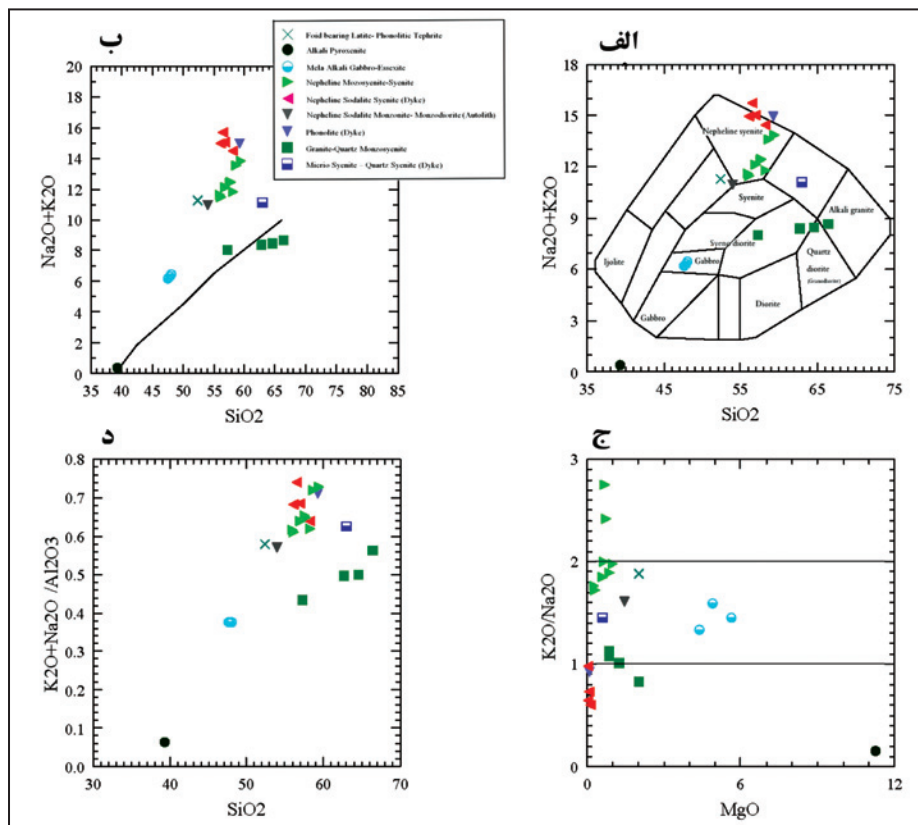 ب
20
18
16
14
12
10
8
6
4
2
0
35 40 45 50 55 60 65 70 75 80 85
Na2O+K2O
SiO2
Foid bearing Latite- Phonolitic Tephrite
Alkali Pyroxenite
Mela Alkali Gabbro-Essexite
Nepheline Mozosyenite-Syenite
Nepheline Sodalite Syenite (Dyke)
Nepheline Sodalite Monzonite- Monzodiorite (Autolith)
Phonolite (Dyke)
Granite-Quartz Monzosyenite
Micrio Syenite - Quartz Syenite (Dyke)
الف
18
15
12
9
6
3
0
35 45 55 65 75
Na2O+K2O
SiO2
Nepheline syenite
Syenite
Alkali granite
Syeno diorite
Ijolite
Gabbro
Quartz
diorite
(Granodiorite)
Gabbro
Diorite
د
0.8
0.7
0.6
0.5
0.4
0.3
0.2
0.1
0.0
30 40 50 60 70
K2O+Na2O /Al2O3
SiO2
ج
3
2
1
0
0 6 12
K2O/Na2O
MgO